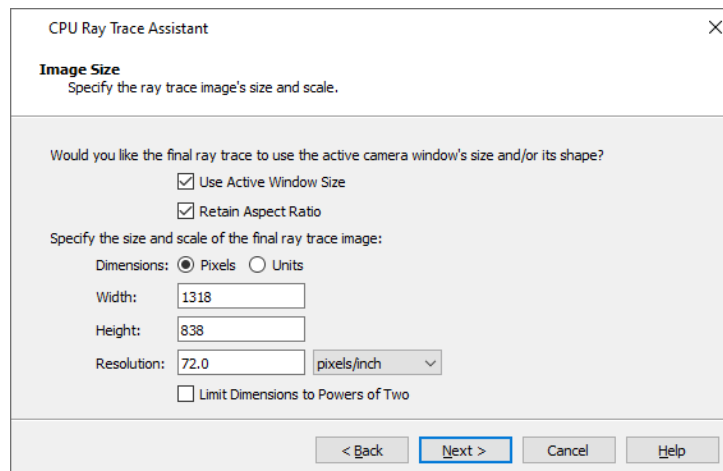 CPU Ray Trace Assistant
Image Size
Specify the ray trace image's size and scale.
Would you like the final ray trace to use the active camera window's size and/or its shape?
Use Active Window Size
Retain Aspect Ratio
Specify the size and scale of the final ray trace image:
Dimensions: Pixels Units
Width: 1318
Height: 838
Resolution: 72.0 pixels/inch
Limit Dimensions to Powers of Two
< Back Next > Cancel Help